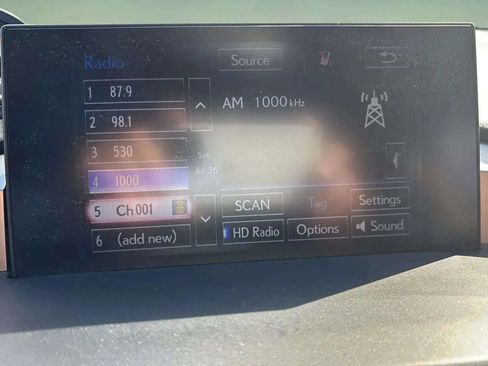 Radio
Source
1 87.9
2 98.1
3 530
4 1000
5 Ch 001
6 (add new)
Set
6/36
AM 1000 kHz
SCAN
Tag
Settings
HD Radio
Options
Sound